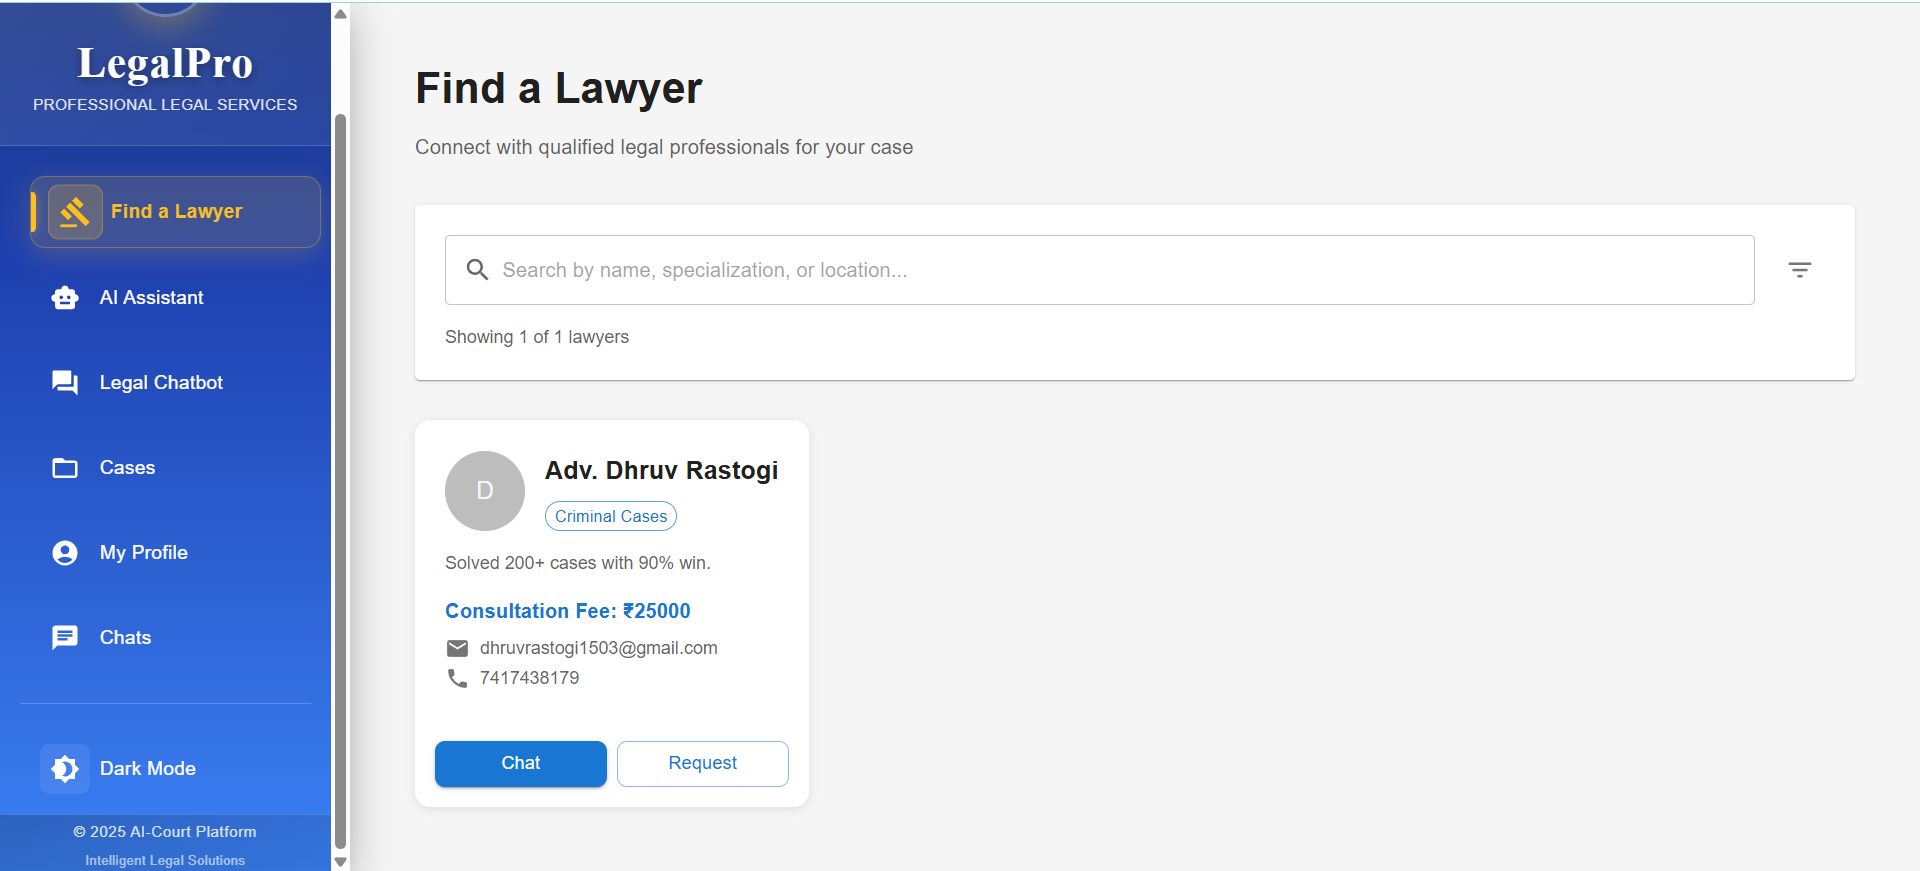 LegalPro
PROFESSIONAL LEGAL SERVICES
Find a Lawyer
AI Assistant
Legal Chatbot
Cases
My Profile
Chats
Dark Mode
© 2025 AI-Court Platform
Intelligent Legal Solutions
Find a Lawyer
Connect with qualified legal professionals for your case
Search by name, specialization, or location...
Showing 1 of 1 lawyers
D
Adv. Dhruv Rastogi
Criminal Cases
Solved 200+ cases with 90% win.
Consultation Fee: ₹25000
dhruvrastogi1503@gmail.com
7417438179
Chat
Request